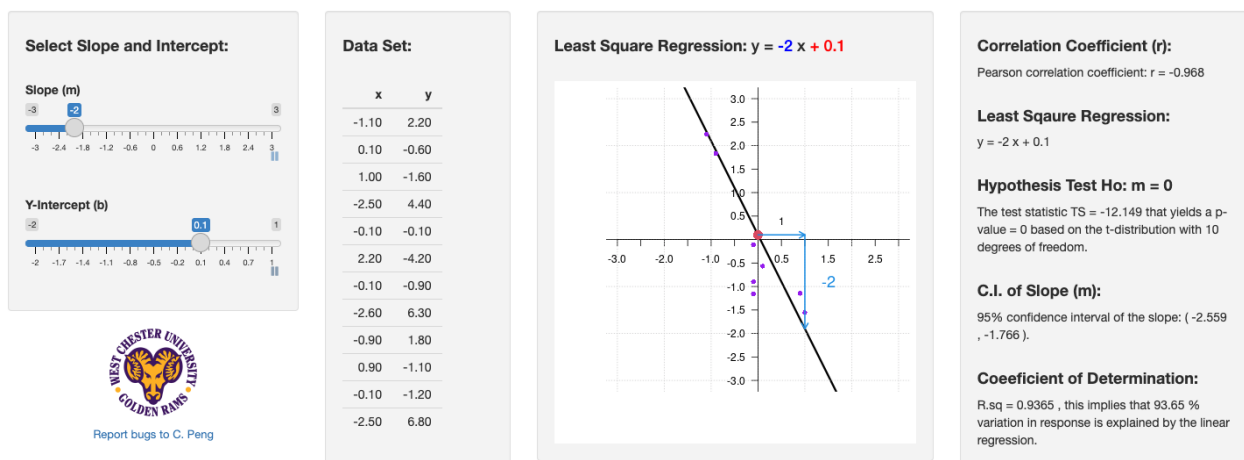 Select Slope and Intercept:
Slope (m)
-3 -2 3
-3 -2.4 -1.8 -1.2 -0.6 0 0.6 1.2 1.8 2.4 3
Y-Intercept (b)
-2 0.1 1
-2 -1.7 -1.4 -1.1 -0.8 -0.5 -0.2 0.1 0.4 0.7 1
WEST CHESTER UNIVERSITY
GOLDEN RAMS
Report bugs to C. Peng
Data Set:
x y
-1.10 2.20
0.10 -0.60
1.00 -1.60
-2.50 4.40
-0.10 -0.10
2.20 -4.20
-0.10 -0.90
-2.60 6.30
-0.90 1.80
0.90 -1.10
-0.10 -1.20
-2.50 6.80
Least Square Regression: y = -2 x + 0.1
3.0
2.5
2.0
1.5
1.0
0.5
1
-3.0 -2.0 -1.0 0.5 1.5 2.5
-0.5
-1.0
-2
-1.5
-2.0
-2.5
-3.0
Correlation Coefficient (r):
Pearson correlation coefficient: r = -0.968
Least Sqaure Regression:
y = -2 x + 0.1
Hypothesis Test Ho: m = 0
The test statistic TS = -12.149 that yields a p-
value = 0 based on the t-distribution with 10
degrees of freedom.
C.I. of Slope (m):
95% confidence interval of the slope: ( -2.559
, -1.766 ).
Coeeficient of Determination:
R.sq = 0.9365 , this implies that 93.65 %
variation in response is explained by the linear
regression.